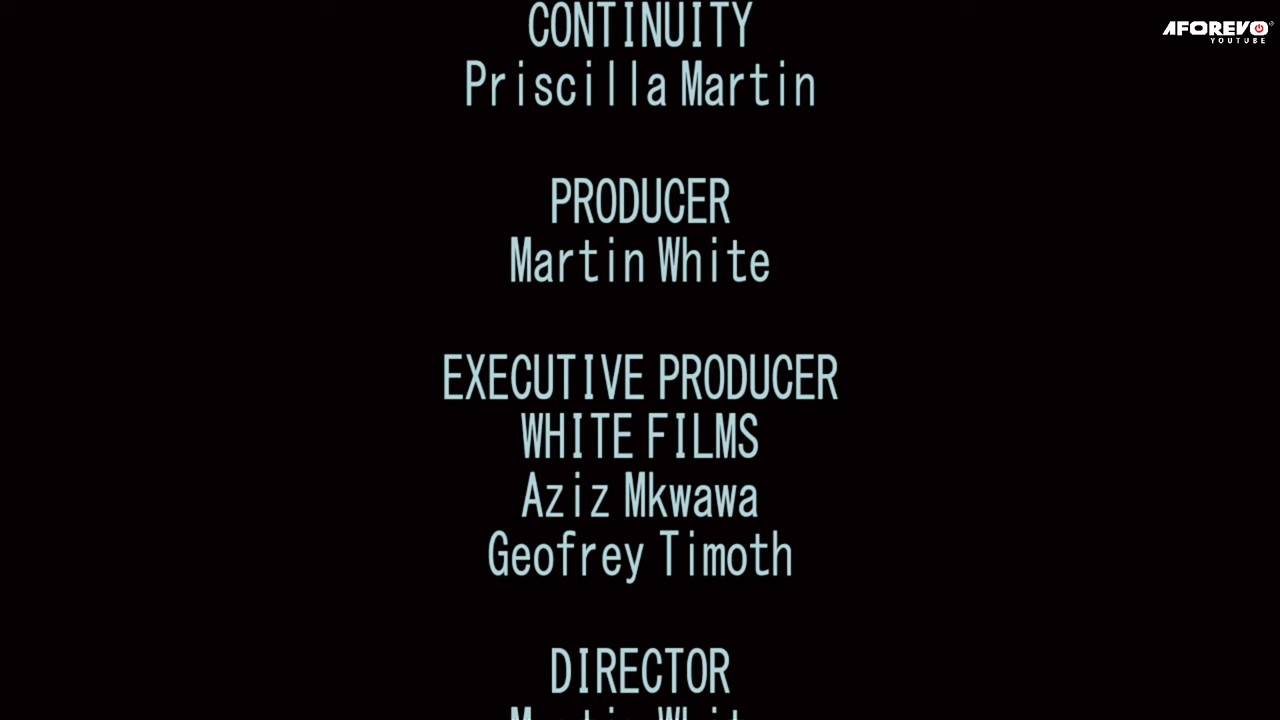 CONTINUITY
AFOREVO
YOUTUBE
Priscilla Martin
PRODUCER
Martin White
EXECUTIVE PRODUCER
WHITE FILMS
Aziz Mkwawa
Geofrey Timoth
DIRECTOR